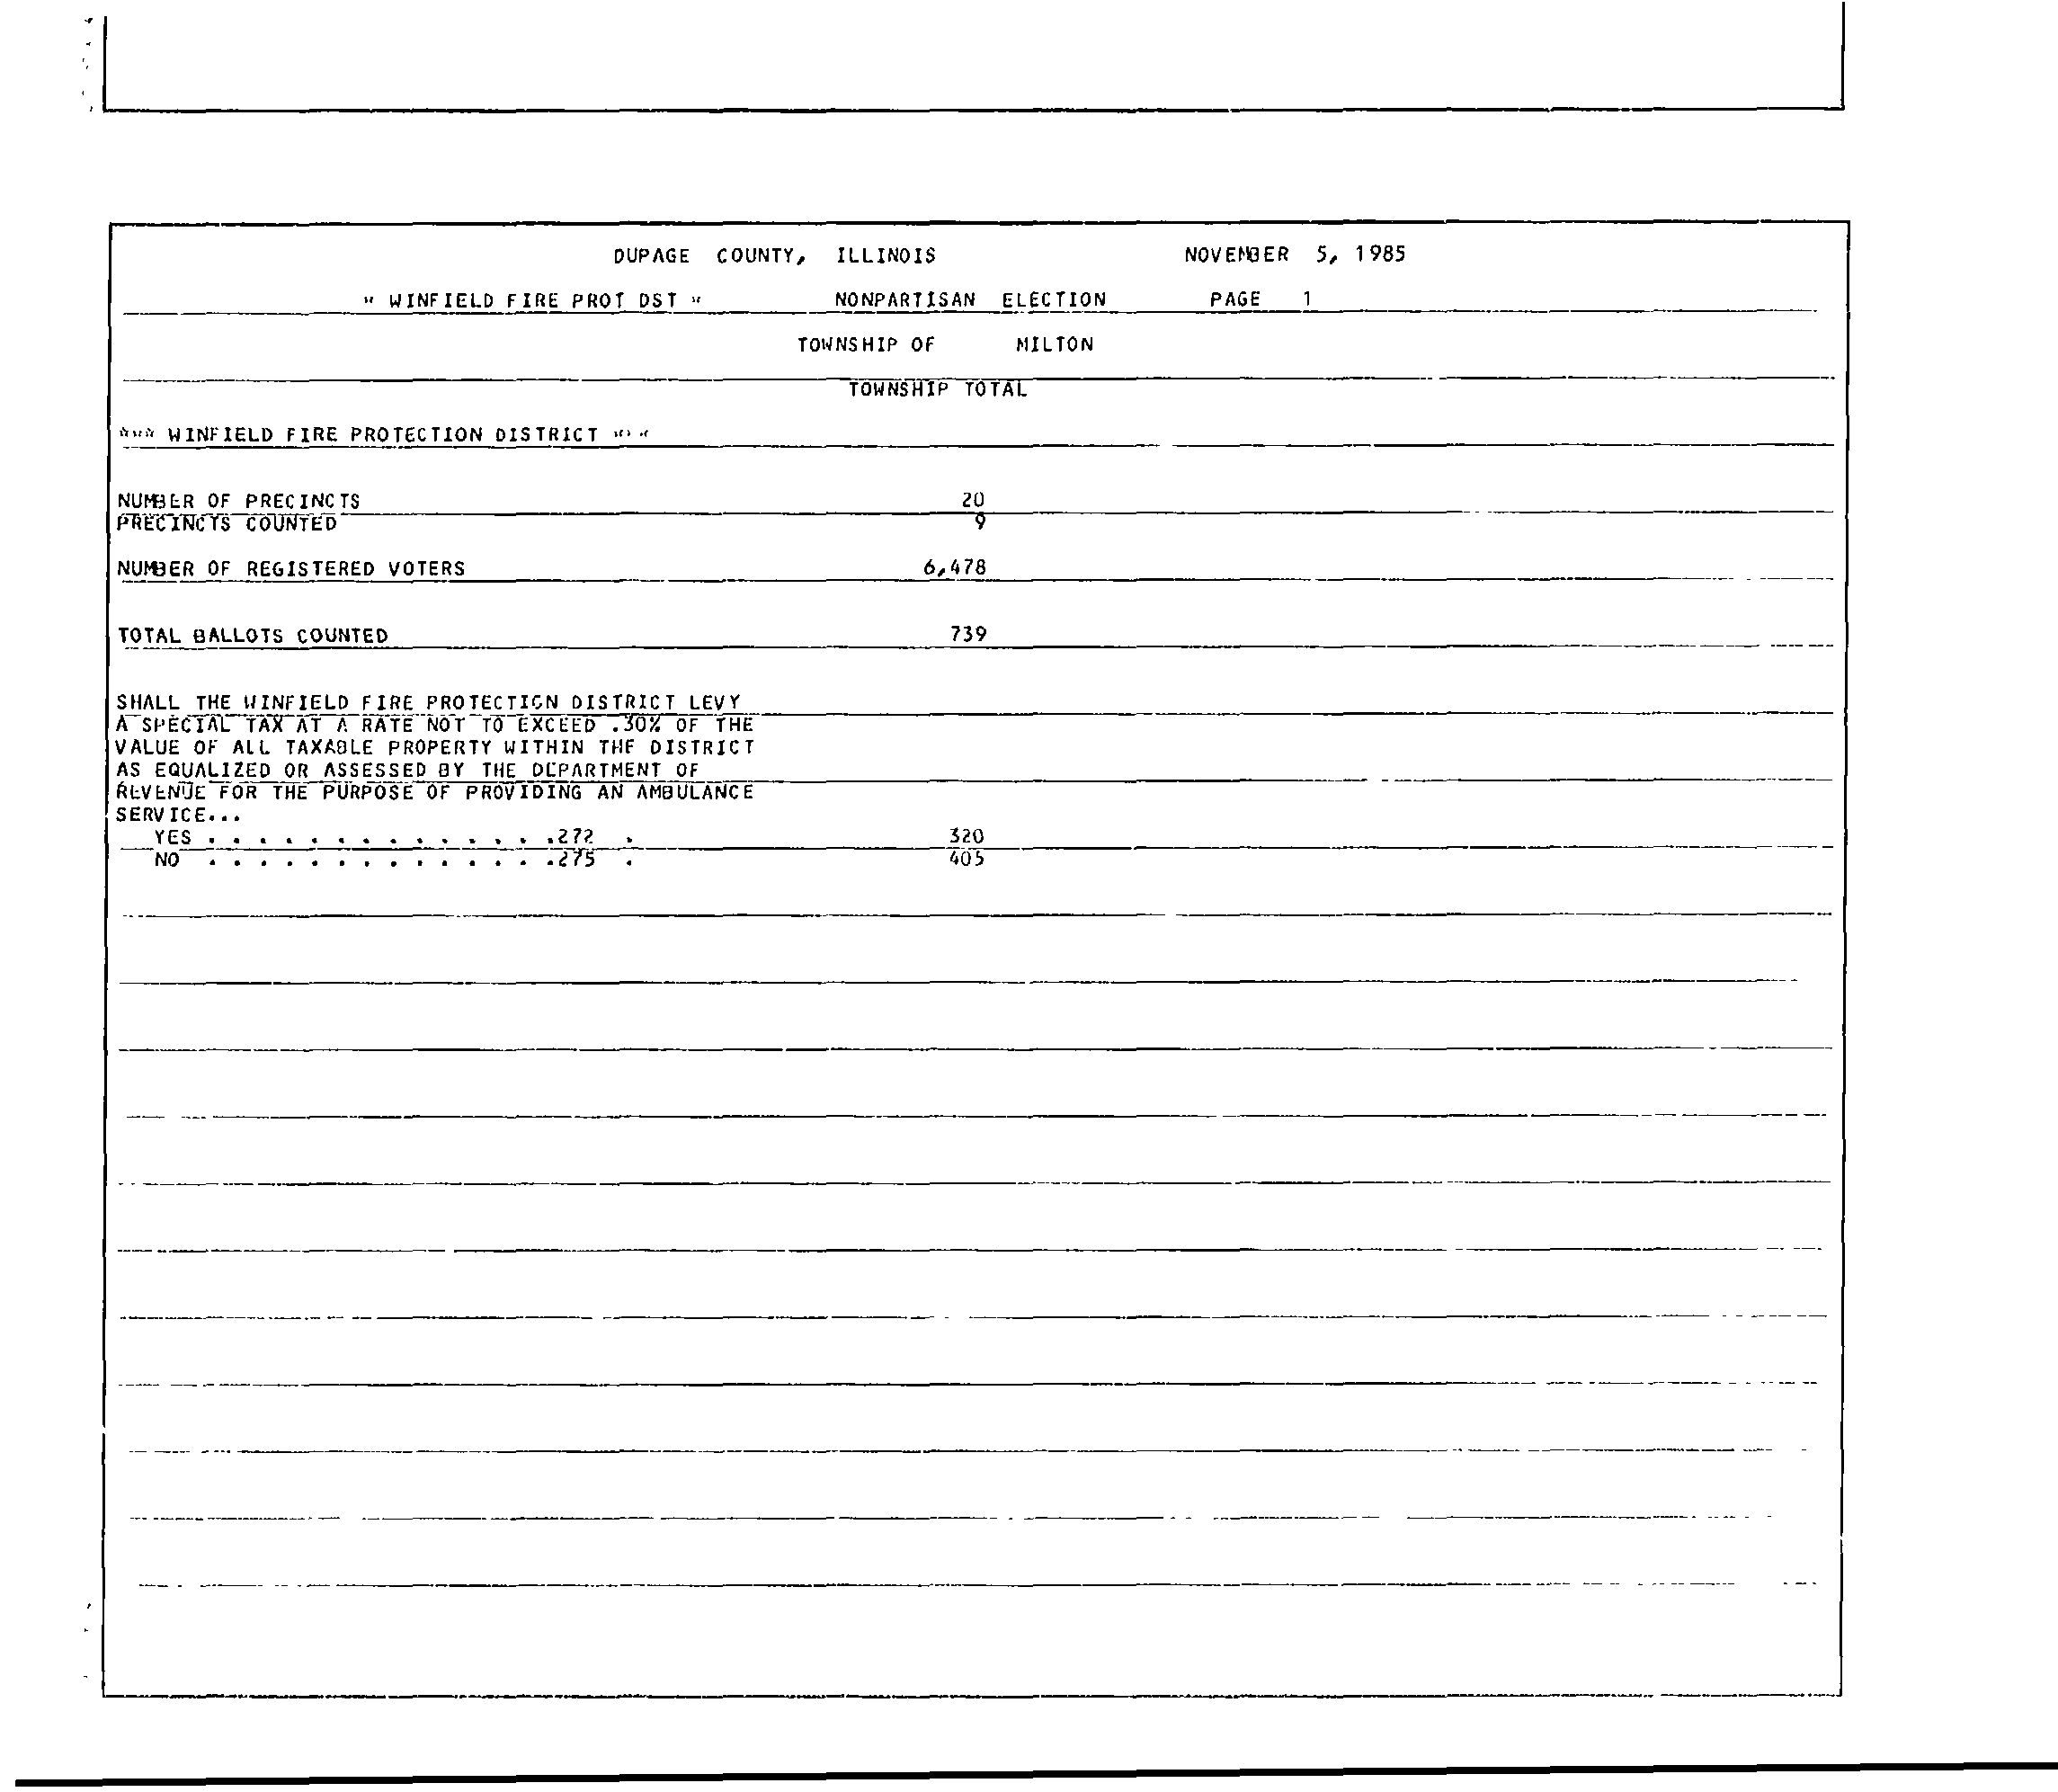 DUPAGE COUNTY, ILLINOIS NOVEMBER 5, 1985
* WINFIELD FIRE PROT DST * NONPARTISAN ELECTION PAGE 1
TOWNSHIP OF MILTON
TOWNSHIP TOTAL
*** WINFIELD FIRE PROTECTION DISTRICT ***
NUMBER OF PRECINCTS 20
PRECINCTS COUNTED 9
NUMBER OF REGISTERED VOTERS 6,478
TOTAL BALLOTS COUNTED 739
SHALL THE WINFIELD FIRE PROTECTION DISTRICT LEVY
A SPECIAL TAX AT A RATE NOT TO EXCEED .30% OF THE
VALUE OF ALL TAXABLE PROPERTY WITHIN THE DISTRICT
AS EQUALIZED OR ASSESSED BY THE DEPARTMENT OF
REVENUE FOR THE PURPOSE OF PROVIDING AN AMBULANCE
SERVICE...
YES . . . . . . . . . . . . . .272 . 320
NO . . . . . . . . . . . . . .275 . 405